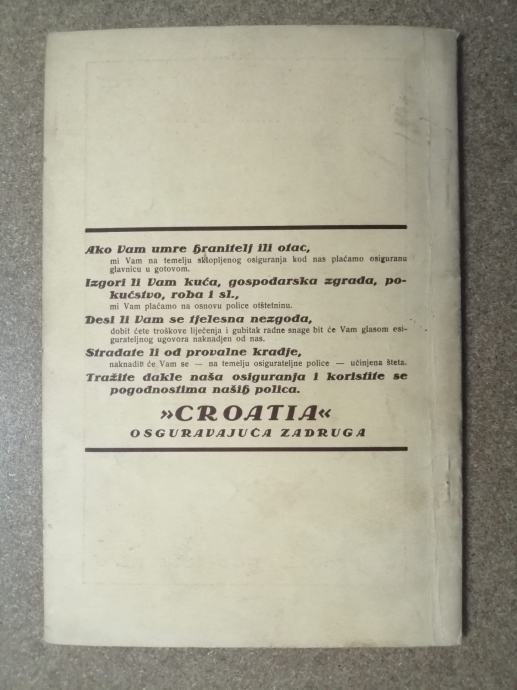 Ako Vam umre hranitelj ili otac,
mi Vam na temelju sklopljenog osiguranja kod nas plaćamo osiguranu
glavnicu u gotovom.
Izgori li Vam kuća, gospodarska zgrada, po-
kućstvo, roba i sl.,
mi Vam plaćamo na osnovu police otštetninu.
Desi li Vam se tjelesna nezgoda,
dobit ćete troškove liječenja i gubitak radne snage bit će Vam glasom osi-
gurateljnog ugovora naknadjen od nas.
Stradate li od provalne kradje,
naknadit će Vam se — na temelju osigurateljne police — učinjena šteta.
Tražite dakle naša osiguranja i koristite se
pogodnostima naših polica.
»CROATIA«
OSGURAVAJUĆA ZADRUGA